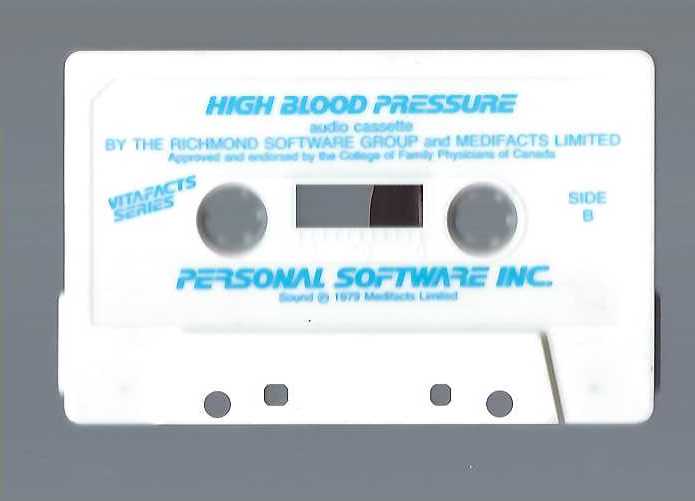 HIGH BLOOD PRESSURE
audio cassette
BY THE RICHMOND SOFTWARE GROUP and MEDIFACTS LIMITED
Approved and endorsed by the College of Family Physicians of Canada
VITAFACTS
SERIES
SIDE
B
PERSONAL SOFTWARE INC.
Sound ℗ 1979 Medifacts Limited